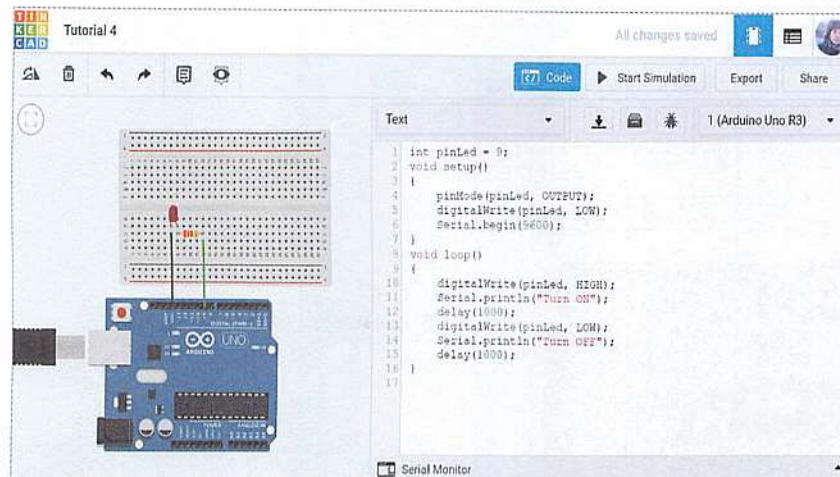 TIN
KER
CAD
Tutorial 4
All changes saved
Code
Start Simulation
Export
Share
Text
1 (Arduino Uno R3)
1 int pinLed = 9;
2 void setup()
3 {
4 pinMode(pinLed, OUTPUT);
5 digitalWrite(pinLed, LOW);
6 Serial.begin(9600);
7 }
8 void loop()
9 {
10 digitalWrite(pinLed, HIGH);
11 Serial.println("Turn ON");
12 delay(1000);
13 digitalWrite(pinLed, LOW);
14 Serial.println("Turn OFF");
15 delay(1000);
16 }
17
UNO
ARDUINO
Serial Monitor